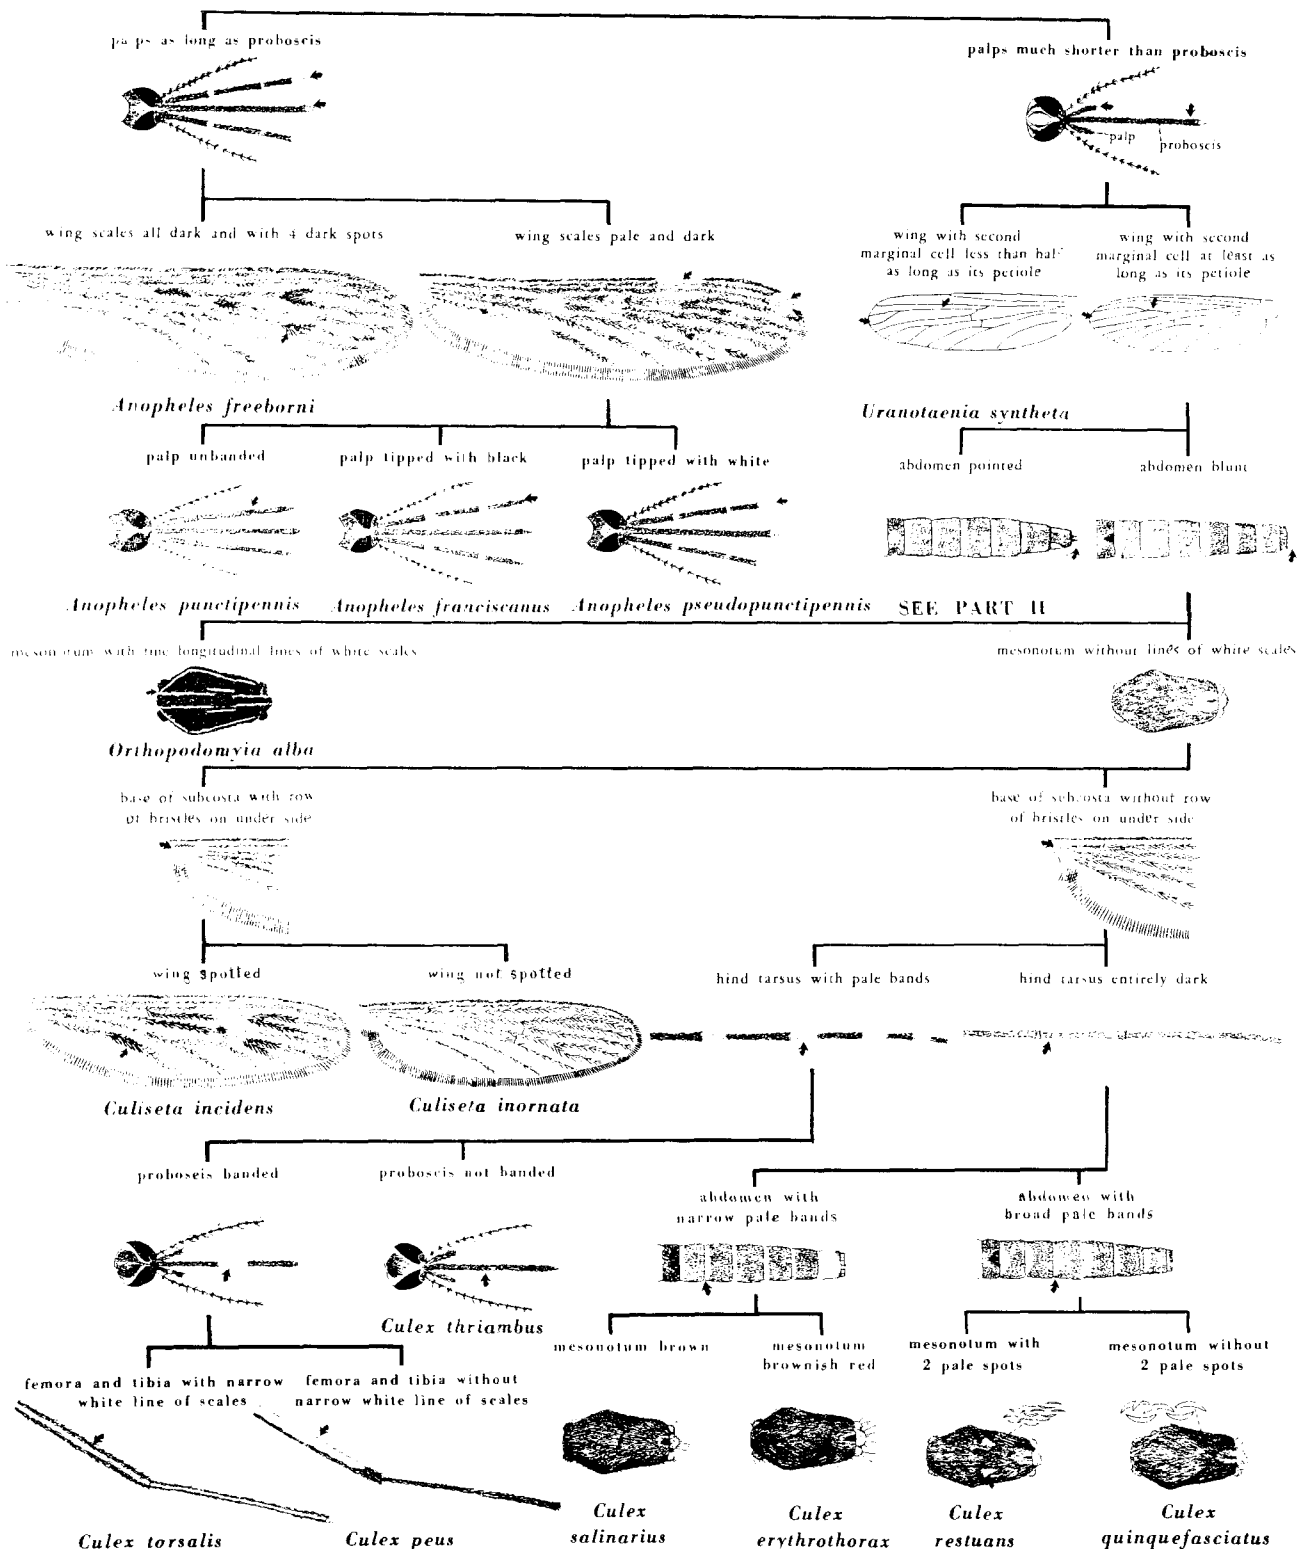 palps as long as proboscis
palps much shorter than proboscis
palp
proboscis
wing scales all dark and with 4 dark spots
wing scales pale and dark
wing with second
marginal cell less than half
as long as its petiole
wing with second
marginal cell at least as
long as its petiole
Anopheles freeborni
Uranotaenia syntheta
palp unbanded
palp tipped with black
palp tipped with white
abdomen pointed
abdomen blunt
Anopheles punctipennis
Anopheles franciscanus
Anopheles pseudopunctipennis
SEE PART II
mesonotum with fine longitudinal lines of white scales
mesonotum without lines of white scales
Orthopodomyia alba
base of subcosta with row
of bristles on under side
base of subcosta without row
of bristles on under side
wing spotted
wing not spotted
hind tarsus with pale bands
hind tarsus entirely dark
Culiseta incidens
Culiseta inornata
proboscis banded
proboscis not banded
abdomen with
narrow pale bands
abdomen with
broad pale bands
Culex thriambus
mesonotum brown
mesonotum
brownish red
mesonotum with
2 pale spots
mesonotum without
2 pale spots
femora and tibia with narrow
white line of scales
femora and tibia without
narrow white line of scales
Culex torsalis
Culex peus
Culex
salinarius
Culex
erythrothorax
Culex
restuans
Culex
quinquefasciatus